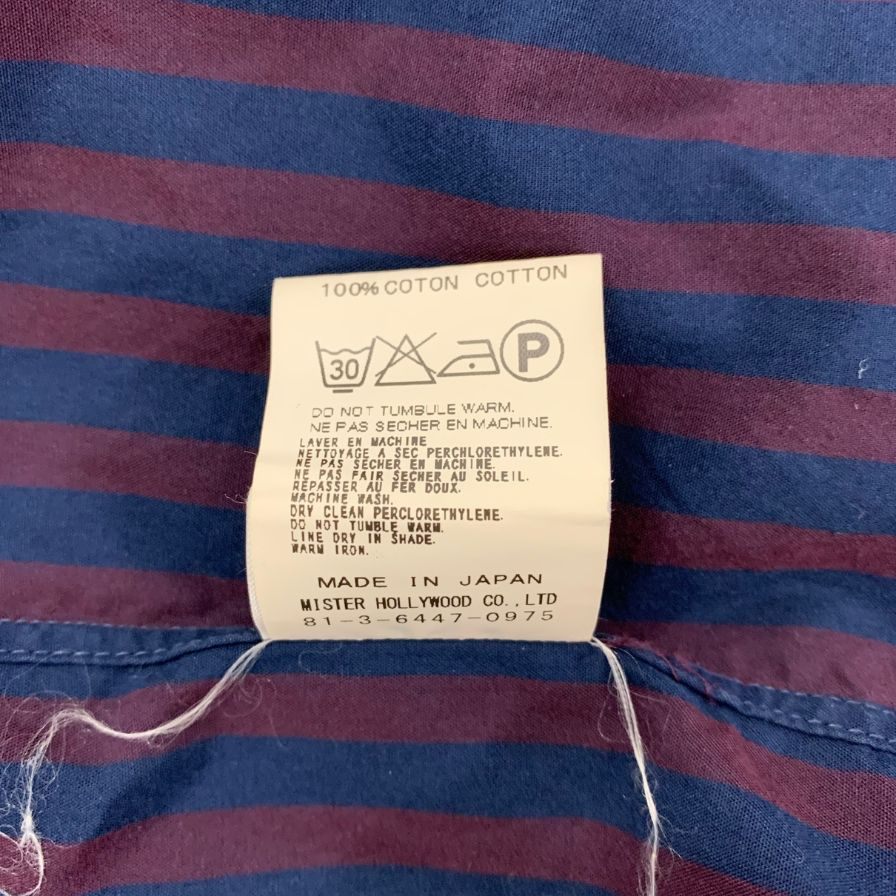 100% COTON COTTON
30 P
DO NOT TUMBULE WARM.
NE PAS SECHER EN MACHINE.
LAVER EN MACHINE
NETTOYAGE A SEC PERCHLORETHYLENE.
NE PAS SECHER EN MACHINE.
NE PAS FAIR SECHER AU SOLEIL.
REPASSER AU FER DOUX.
MACHINE WASH.
DRY CLEAN PERCLORETHYLENE.
DO NOT TUMBLE WARM.
LINE DRY IN SHADE.
WARM IRON.
MADE IN JAPAN
MISTER HOLLYWOOD CO.,LTD
81-3-6447-0975